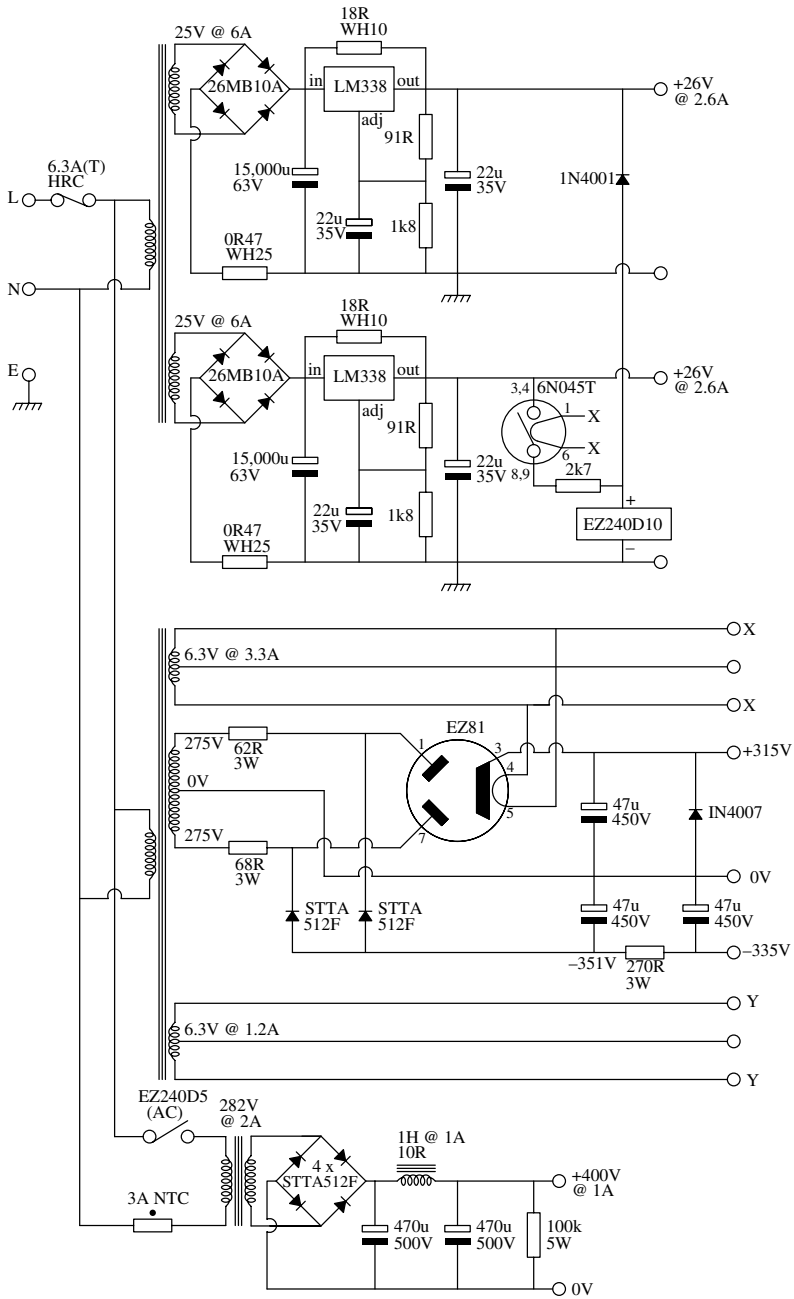 18R
WH10
25V @ 6A
26MB10A
in
LM338
out
adj
91R
+26V
@ 2.6A
6.3A(T)
HRC
L
15,000u
63V
22u
35V
1N4001
22u
35V
1k8
0R47
WH25
N
18R
WH10
25V @ 6A
E
26MB10A
in
LM338
out
adj
91R
+26V
@ 2.6A
3,4
6N045T
1
X
X
6
8,9
2k7
15,000u
63V
22u
35V
+
EZ240D10
–
22u
35V
1k8
0R47
WH25
X
6.3V @ 3.3A
X
275V
62R
3W
EZ81
1
3
4
5
7
+315V
0V
47u
450V
IN4007
275V
68R
3W
0V
STTA
512F
STTA
512F
47u
450V
47u
450V
–351V
270R
3W
–335V
Y
6.3V @ 1.2A
Y
EZ240D5
(AC)
282V
@ 2A
4 x
STTA512F
1H @ 1A
10R
+400V
@ 1A
3A NTC
470u
500V
470u
500V
100k
5W
0V